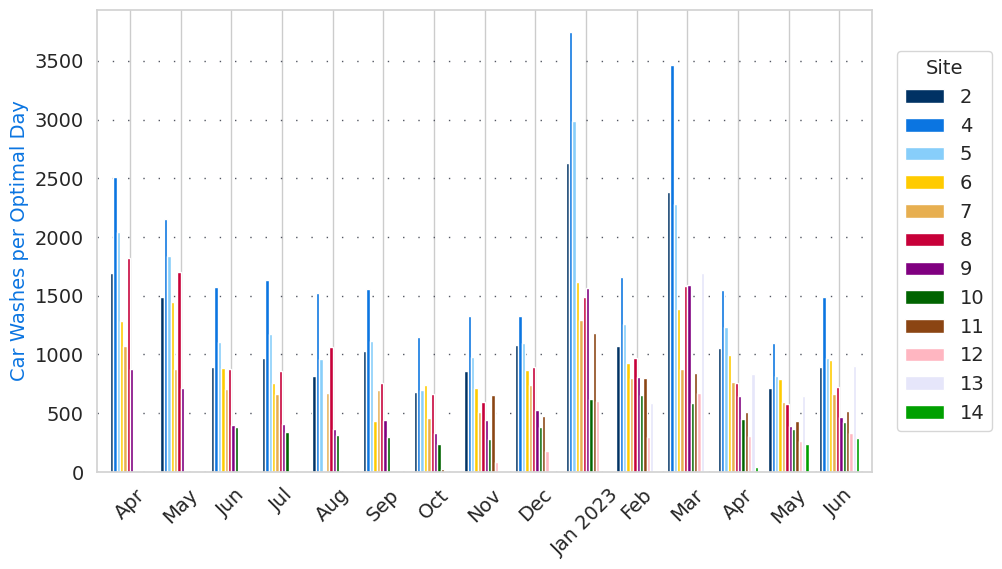 Car Washes per Optimal Day
3500
3000
2500
2000
1500
1000
500
0
Apr
May
Jun
Jul
Aug
Sep
Oct
Nov
Dec
Jan 2023
Feb
Mar
Apr
May
Jun
Site
2
4
5
6
7
8
9
10
11
12
13
14